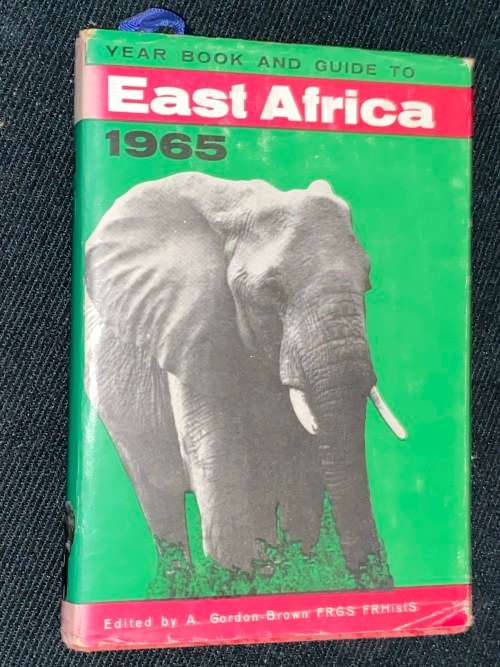 YEAR BOOK AND GUIDE TO
East Africa
1965
Edited by A. Gordon-Brown FRGS FRHistS